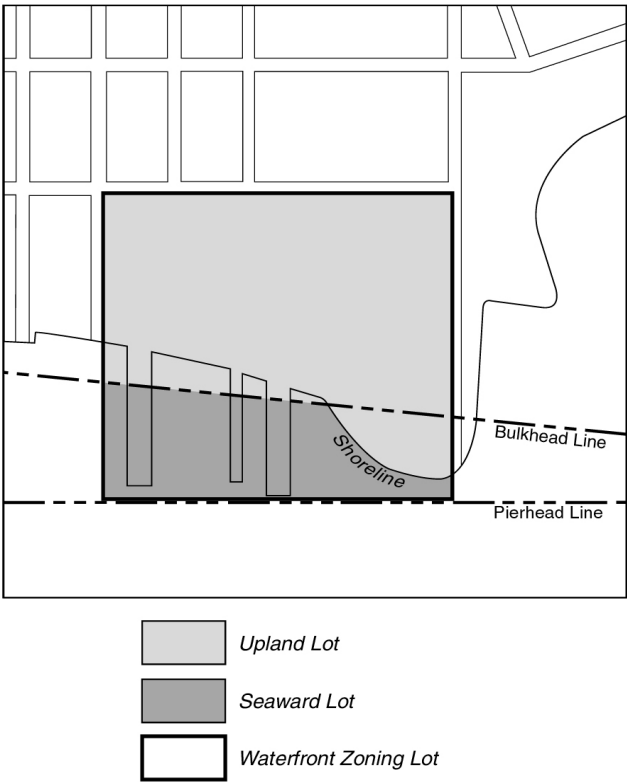 Bulkhead Line
Shoreline
Pierhead Line
Upland Lot
Seaward Lot
Waterfront Zoning Lot